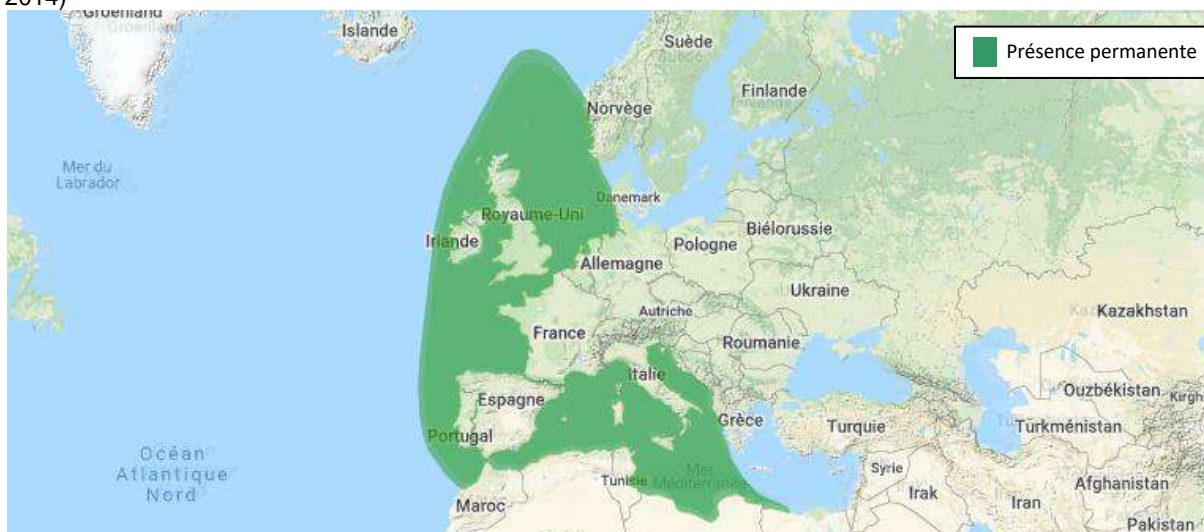 2014)
Groenland
Islande
Suède
Présence permanente
Finlande
Norvège
Mer du
Labrador
Danemark
Royaume-Uni
Irlande
Biélorussie
Pologne
Allemagne
Ukraine
Autriche
Kazakhstan
France
Roumanie
Italie
Ouzbékistan
Espagne
Grèce
Turquie
Turkménistan
Portugal
Océan
Atlantique
Nord
Mer
Méditerranée
Tunisie
Syrie
Afghanistan
Irak
Iran
Maroc
Pakistan